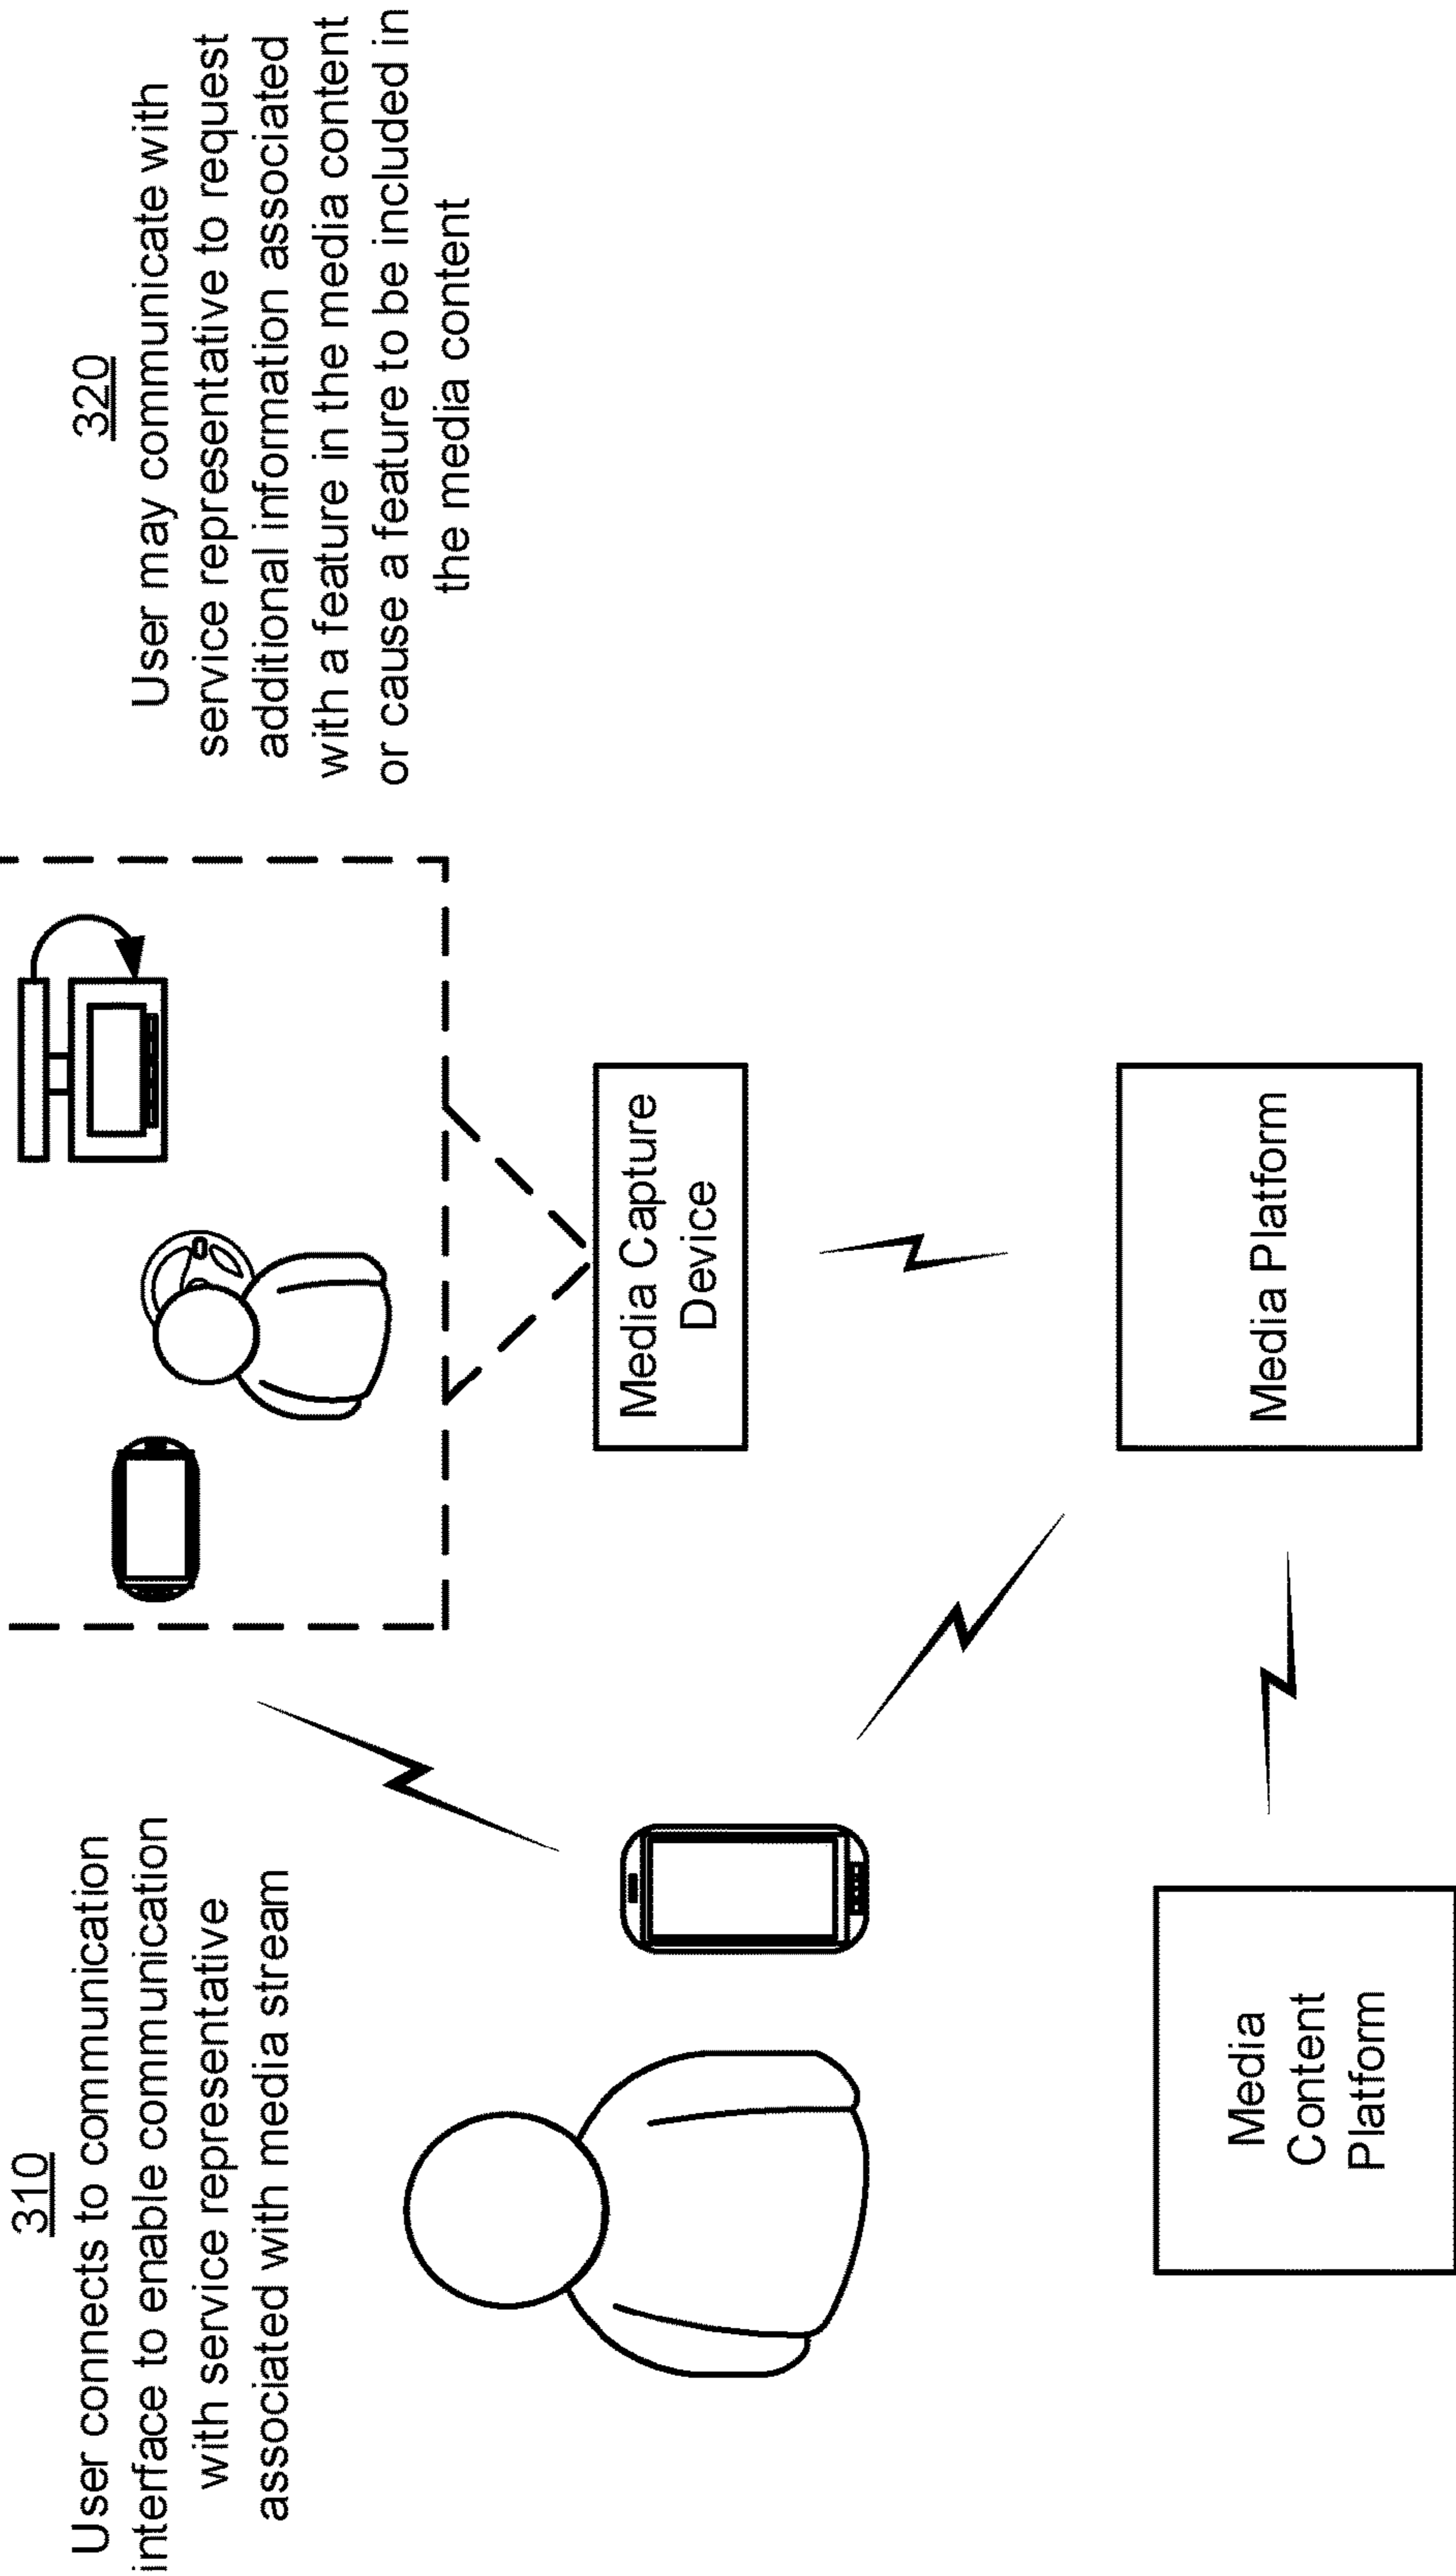 310
User connects to communication
interface to enable communication
with service representative
associated with media stream
320
User may communicate with
service representative to request
additional information associated
with a feature in the media content
or cause a feature to be included in
the media content
Media Capture
Device
Media Platform
Media
Content
Platform